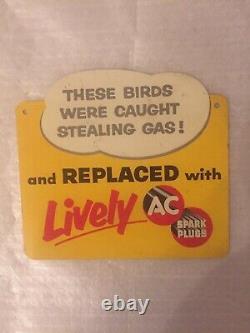 THESE BIRDS
WERE CAUGHT
STEALING GAS!
and REPLACED with
Lively AC
SPARK
PLUGS